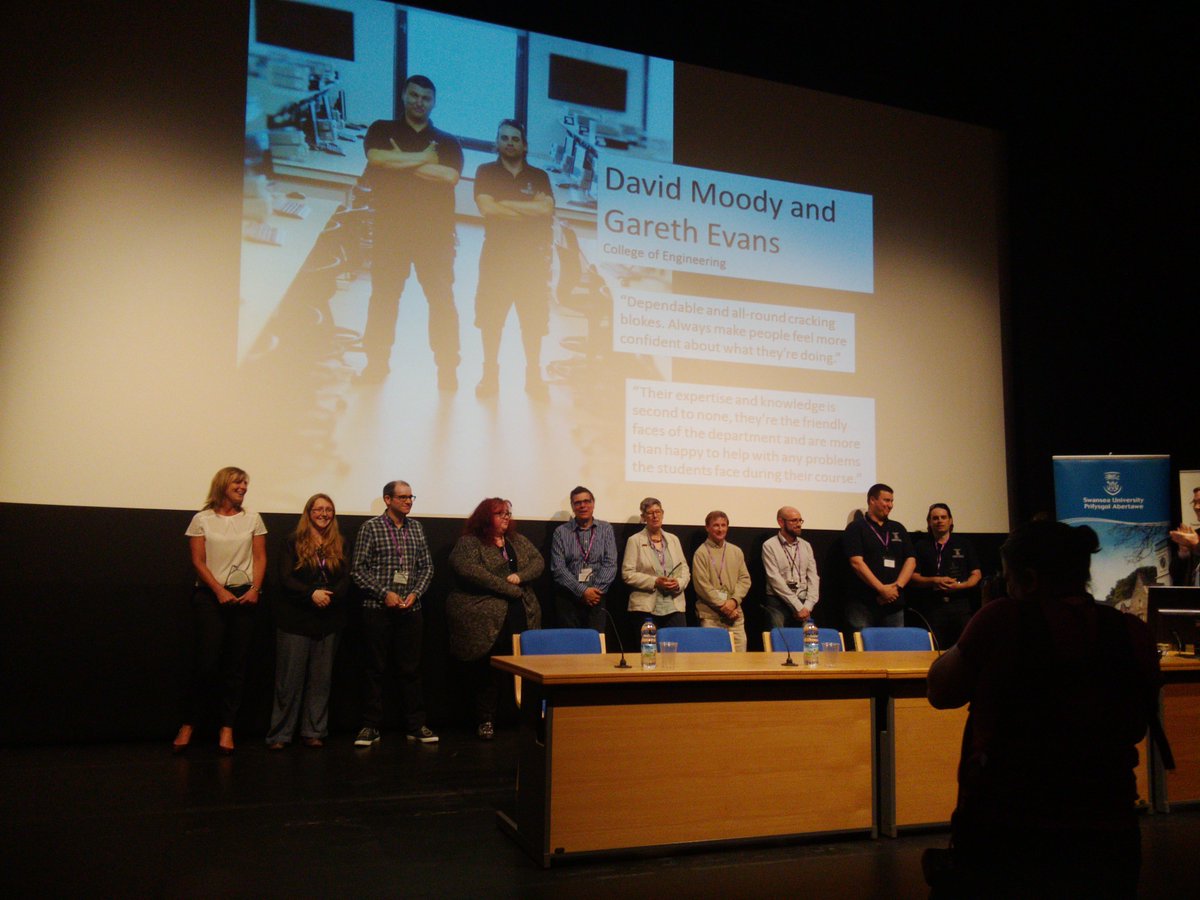 David Moody and
Gareth Evans
College of Engineering
“Dependable and all-round cracking
blokes. Always make people feel more
confident about what they’re doing.”
“Their expertise and knowledge is
second to none, they’re the friendly
faces of the department and are more
than happy to help with any problems
the students face during their course.”
Swansea University
Prifysgol Abertawe